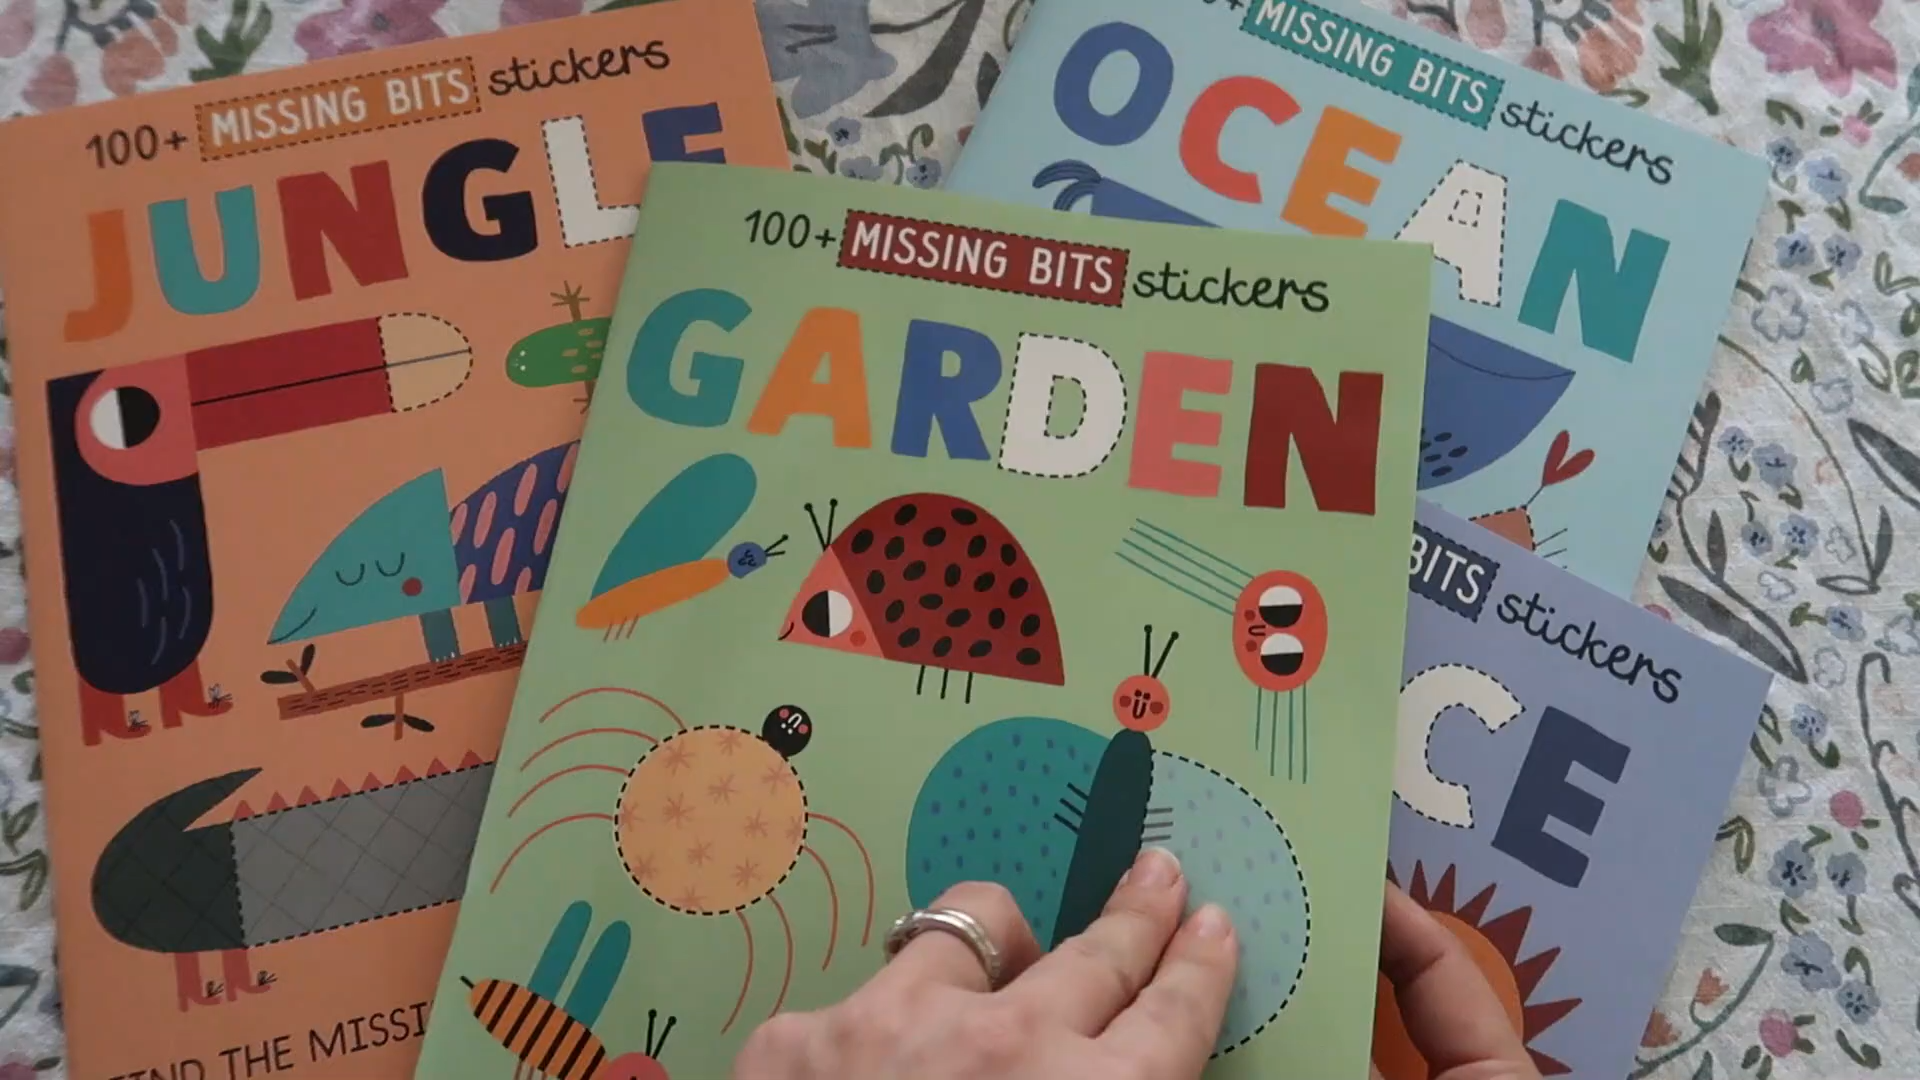 100+ MISSING BITS stickers
JUNGLE
MISSING BITS stickers
OCEAN
100+ MISSING BITS stickers
GARDEN
BITS stickers
CE
FIND THE MISSI